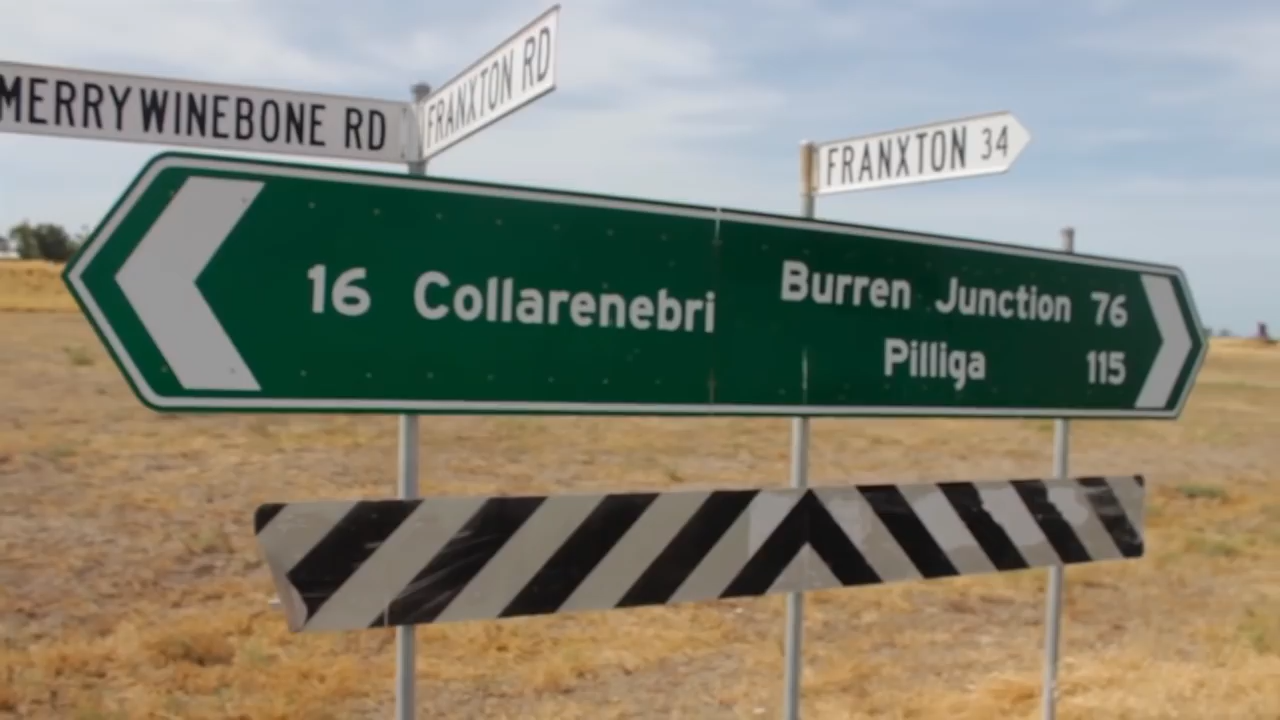 MERRYWINEBONE RD
FRANXTON RD
FRANXTON 34
16 Collarenebri
Burren Junction 76
Pilliga 115